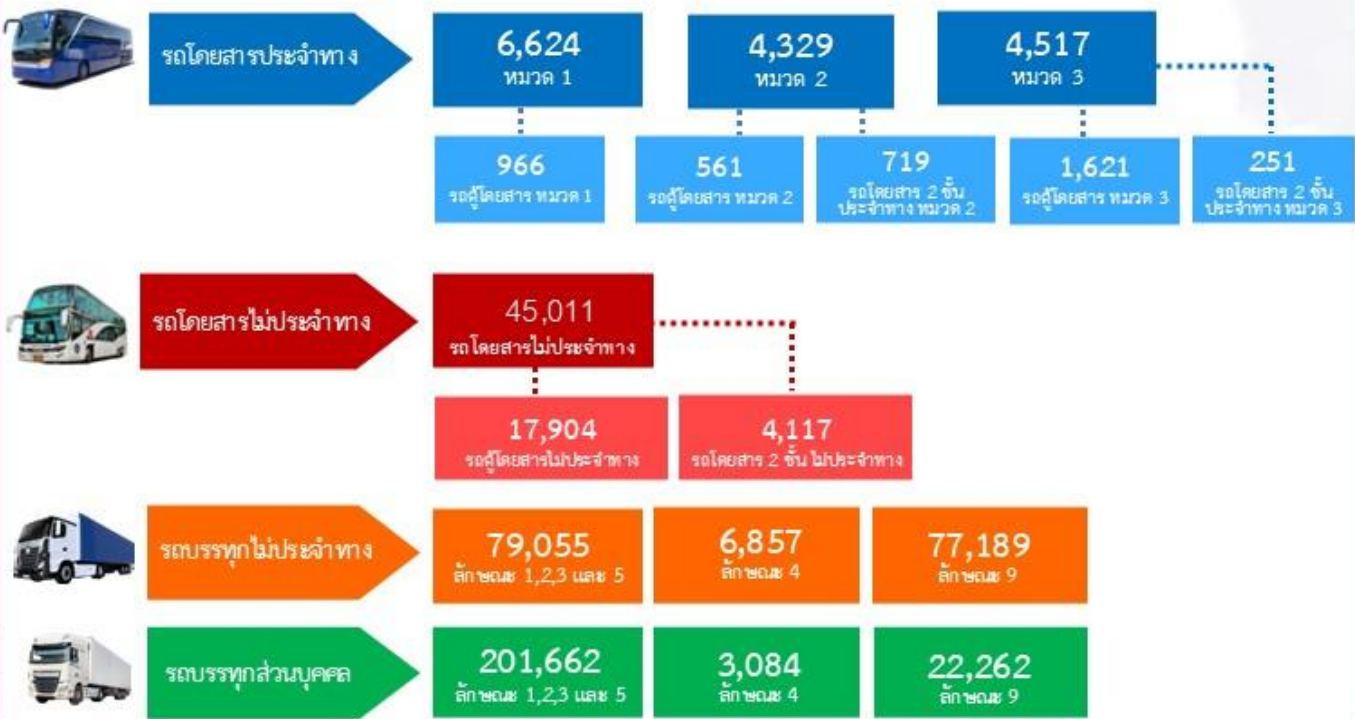 รถโดยสารประจำทาง
6,624
หมวด 1
4,329
หมวด 2
4,517
หมวด 3
966
รถตู้โดยสาร หมวด 1
561
รถตู้โดยสาร หมวด 2
719
รถโดยสาร 2 ชั้น
ประจำทาง หมวด 2
1,621
รถตู้โดยสาร หมวด 3
251
รถโดยสาร 2 ชั้น
ประจำทาง หมวด 3
รถโดยสารไม่ประจำทาง
45,011
รถโดยสารไม่ประจำทาง
17,904
รถตู้โดยสารไม่ประจำทาง
4,117
รถโดยสาร 2 ชั้น ไม่ประจำทาง
รถบรรทุกไม่ประจำทาง
79,055
ลักษณะ 1,2,3 และ 5
6,857
ลักษณะ 4
77,189
ลักษณะ 9
รถบรรทุกส่วนบุคคล
201,662
ลักษณะ 1,2,3 และ 5
3,084
ลักษณะ 4
22,262
ลักษณะ 9